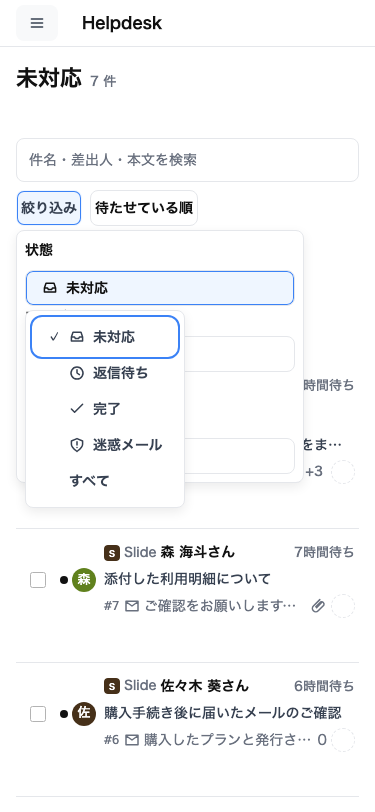 Helpdesk
未対応 7 件
件名・差出人・本文を検索
絞り込み 待たせている順
状態
未対応
✓ 未対応
返信待ち
時間待ち
完了
をま…
迷惑メール
+3
すべて
S Slide 森 海斗さん 7時間待ち
森 添付した利用明細について
#7 ご確認をお願いします…
S Slide 佐々木 葵さん 6時間待ち
佐 購入手続き後に届いたメールのご確認
#6 購入したプランと発行さ…